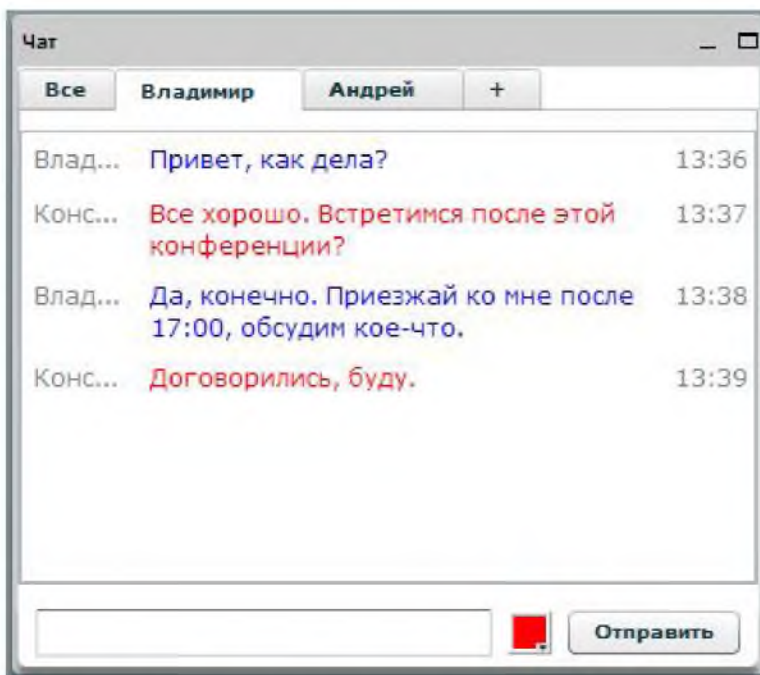 Чат
Все Владимир Андрей +
Влад... Привет, как дела? 13:36
Конс... Все хорошо. Встретимся после этой 13:37
конференции?
Влад... Да, конечно. Приезжай ко мне после 13:38
17:00, обсудим кое-что.
Конс... Договорились, буду. 13:39
Отправить